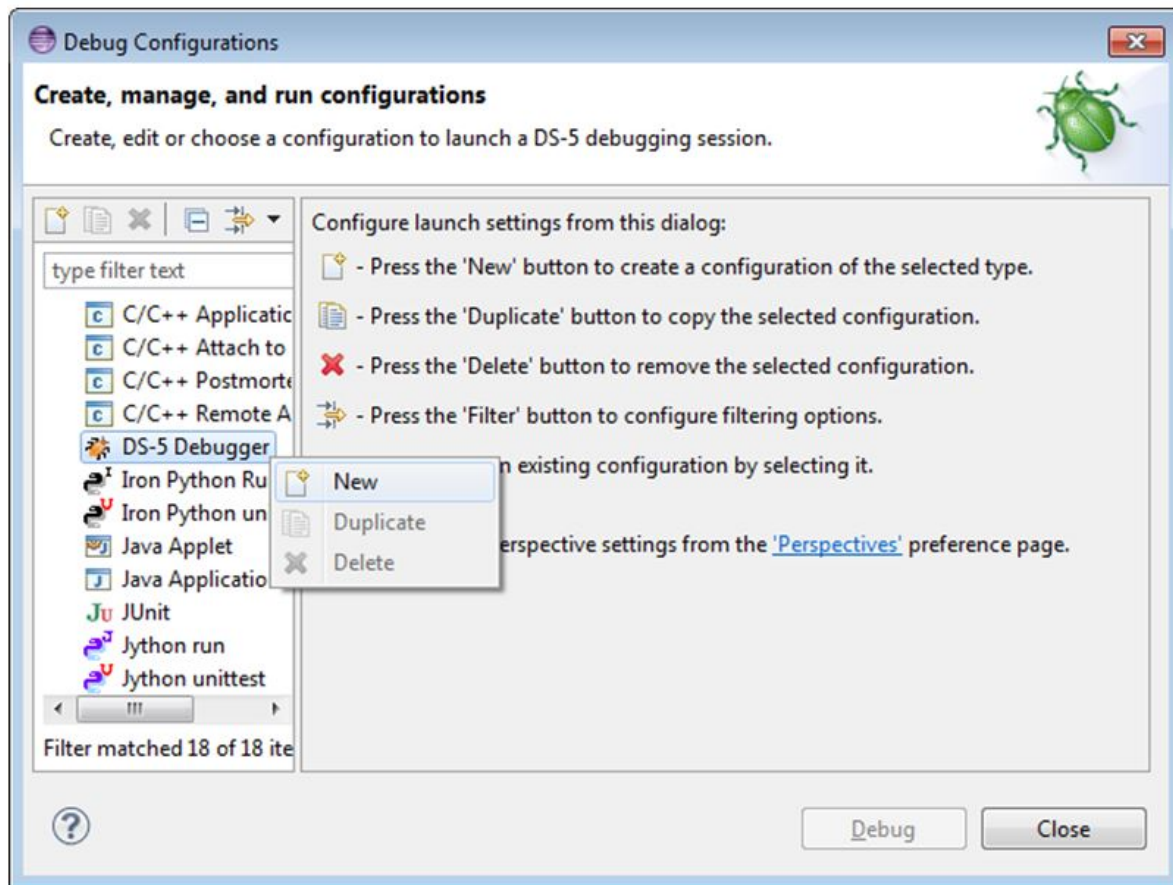 Debug Configurations
Create, manage, and run configurations
Create, edit or choose a configuration to launch a DS-5 debugging session.
type filter text
C/C++ Applicatic
C/C++ Attach to
C/C++ Postmorte
C/C++ Remote A
DS-5 Debugger
Iron Python Ru
Iron Python un
Java Applet
Java Applicatio
JUnit
Jython run
Jython unittest
Filter matched 18 of 18 ite
New
Duplicate
Delete
Configure launch settings from this dialog:
- Press the 'New' button to create a configuration of the selected type.
- Press the 'Duplicate' button to copy the selected configuration.
- Press the 'Delete' button to remove the selected configuration.
- Press the 'Filter' button to configure filtering options.
n existing configuration by selecting it.
erspective settings from the 'Perspectives' preference page.
Debug
Close